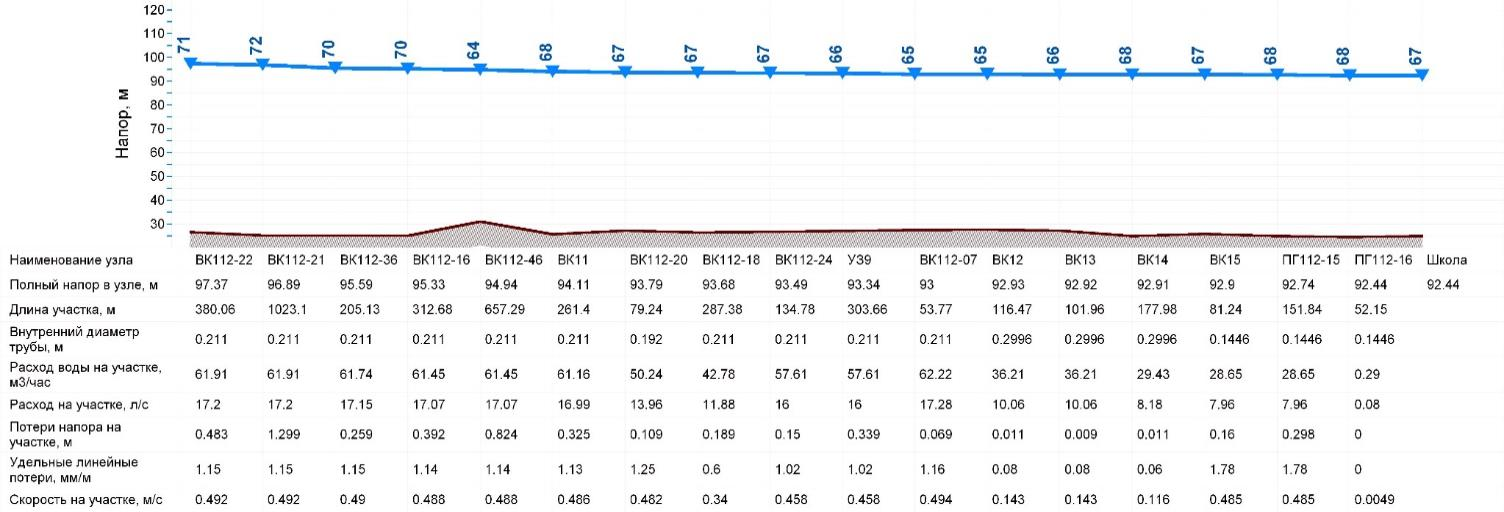 120
110
100
90
80
70
60
50
40
30
Напор, м
71 72 70 70 64 68 67 67 67 66 65 65 66 68 67 68 68 67
Наименование узла ВК112-22 ВК112-21 ВК112-36 ВК112-16 ВК112-46 ВК11 ВК112-20 ВК112-18 ВК112-24 У39 ВК112-07 ВК12 ВК13 ВК14 ВК15 ПГ112-15 ПГ112-16 Школа
Полный напор в узле, м 97.37 96.89 95.59 95.33 94.94 94.11 93.79 93.68 93.49 93.34 93 92.93 92.92 92.91 92.9 92.74 92.44 92.44
Длина участка, м 380.06 1023.1 205.13 312.68 657.29 261.4 79.24 287.38 134.78 303.66 53.77 116.47 101.96 177.98 81.24 151.84 52.15
Внутренний диаметр
трубы, м 0.211 0.211 0.211 0.211 0.211 0.211 0.192 0.211 0.211 0.211 0.211 0.2996 0.2996 0.2996 0.1446 0.1446 0.1446
Расход воды на участке,
м3/час 61.91 61.91 61.74 61.45 61.45 61.16 50.24 42.78 57.61 57.61 62.22 36.21 36.21 29.43 28.65 28.65 0.29
Расход на участке, л/с 17.2 17.2 17.15 17.07 17.07 16.99 13.96 11.88 16 16 17.28 10.06 10.06 8.18 7.96 7.96 0.08
Потери напора на
участке, м 0.483 1.299 0.259 0.392 0.824 0.325 0.109 0.189 0.15 0.339 0.069 0.011 0.009 0.011 0.16 0.298 0
Удельные линейные
потери, мм/м 1.15 1.15 1.15 1.14 1.14 1.13 1.25 0.6 1.02 1.02 1.16 0.08 0.08 0.06 1.78 1.78 0
Скорость на участке, м/с 0.492 0.492 0.49 0.488 0.488 0.486 0.482 0.34 0.458 0.458 0.494 0.143 0.143 0.116 0.485 0.485 0.0049